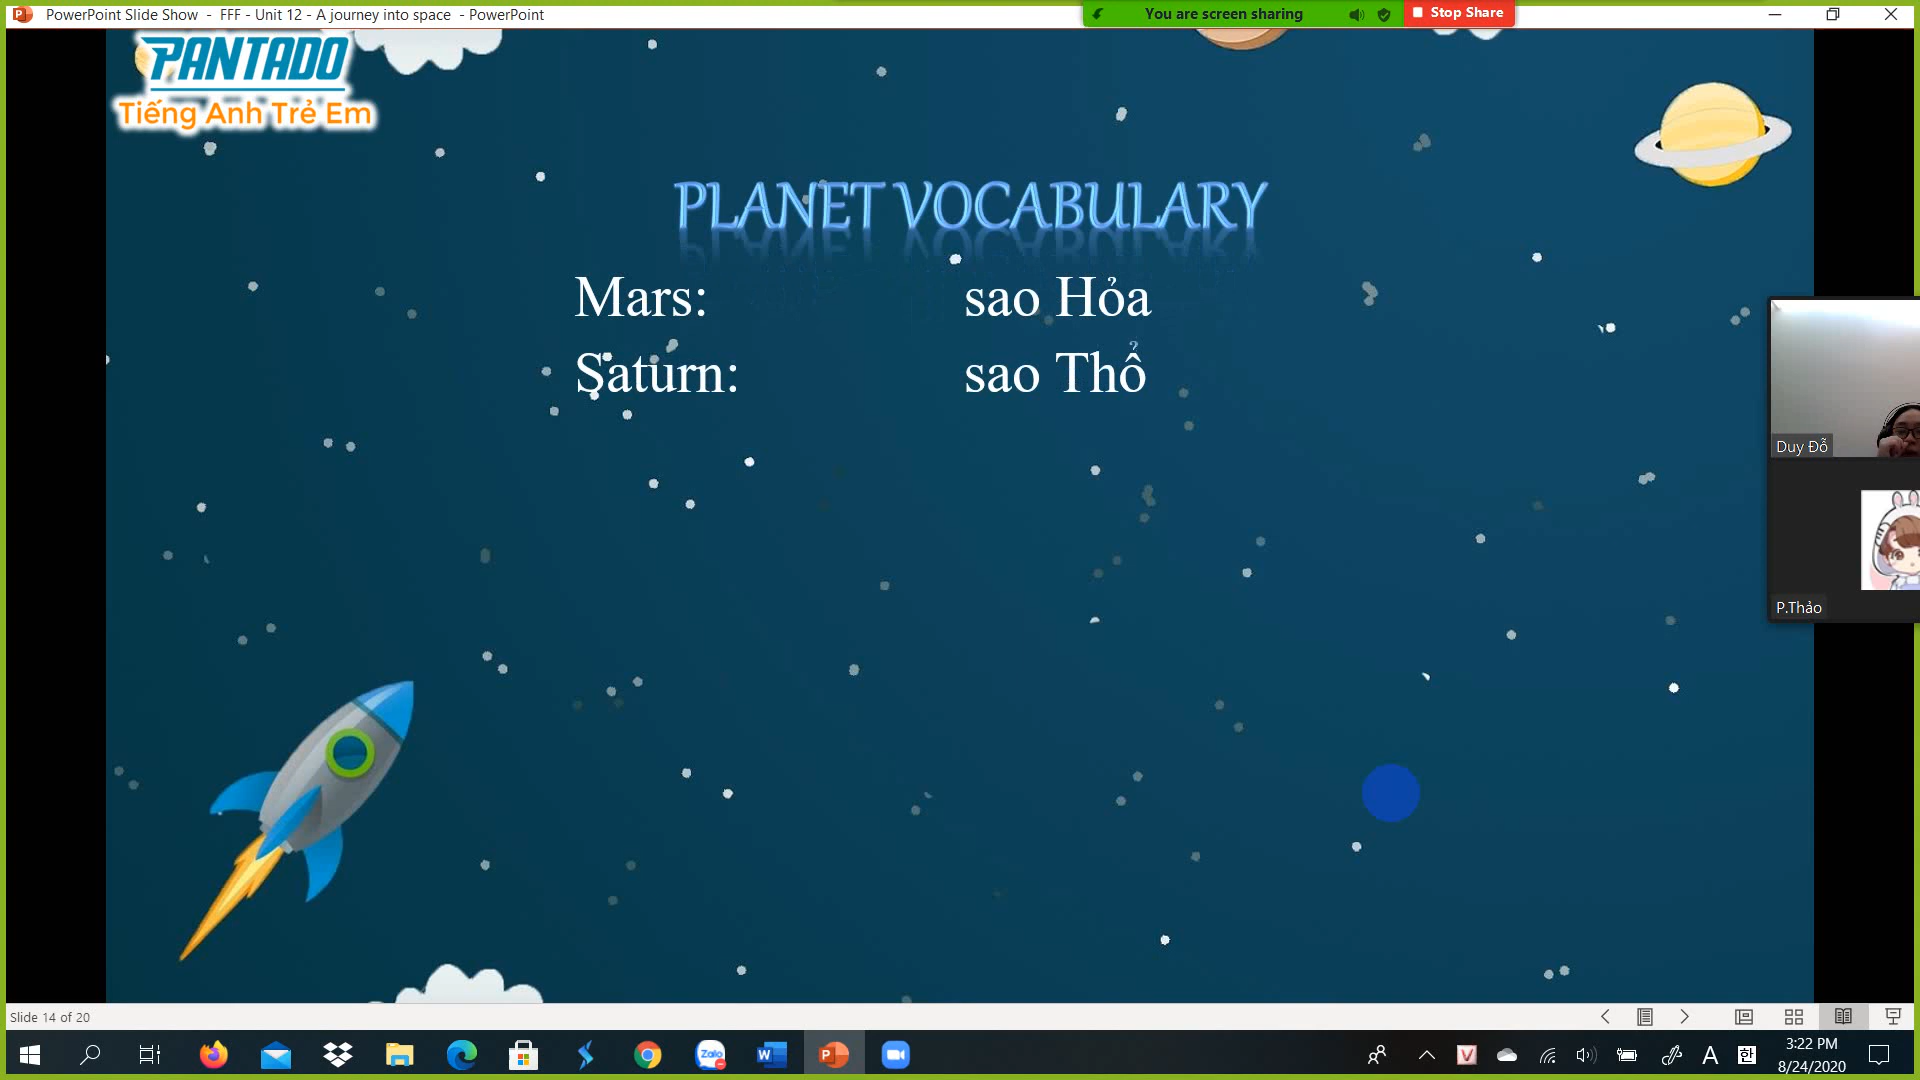 PowerPoint Slide Show - FFF - Unit 12 - A journey into space - PowerPoint
You are screen sharing
Stop Share
PANTADO
Tiếng Anh Trẻ Em
PLANET VOCABULARY
Mars: sao Hỏa
Saturn: sao Thổ
Duy Đỗ
P.Thảo
Slide 14 of 20
Zalo
3:22 PM
8/24/2020
A
한